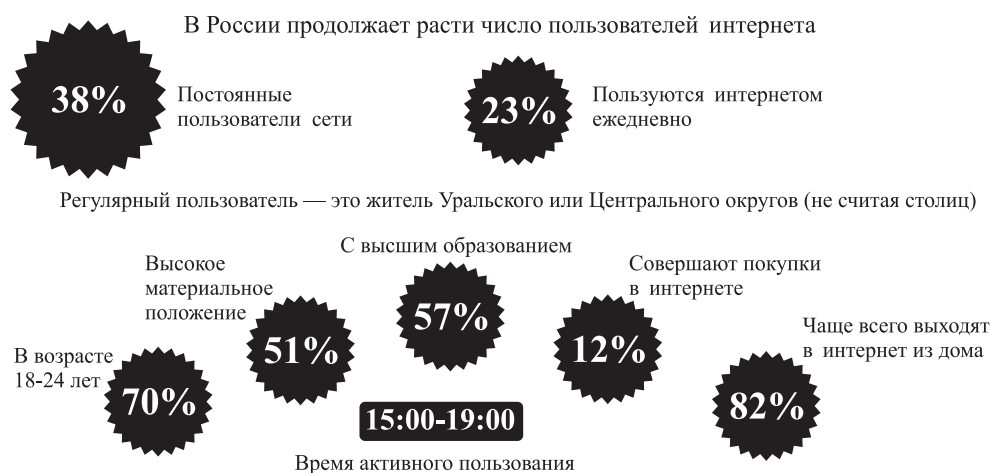 В России продолжает расти число пользователей интернета
38%
Постоянные
пользователи сети
23%
Пользуются интернетом
ежедневно
Регулярный пользователь — это житель Уральского или Центрального округов (не считая столиц)
В возрасте
18-24 лет
70%
Высокое
материальное
положение
51%
С высшим образованием
57%
Совершают покупки
в интернете
12%
Чаще всего выходят
в интернет из дома
82%
15:00-19:00
Время активного пользования